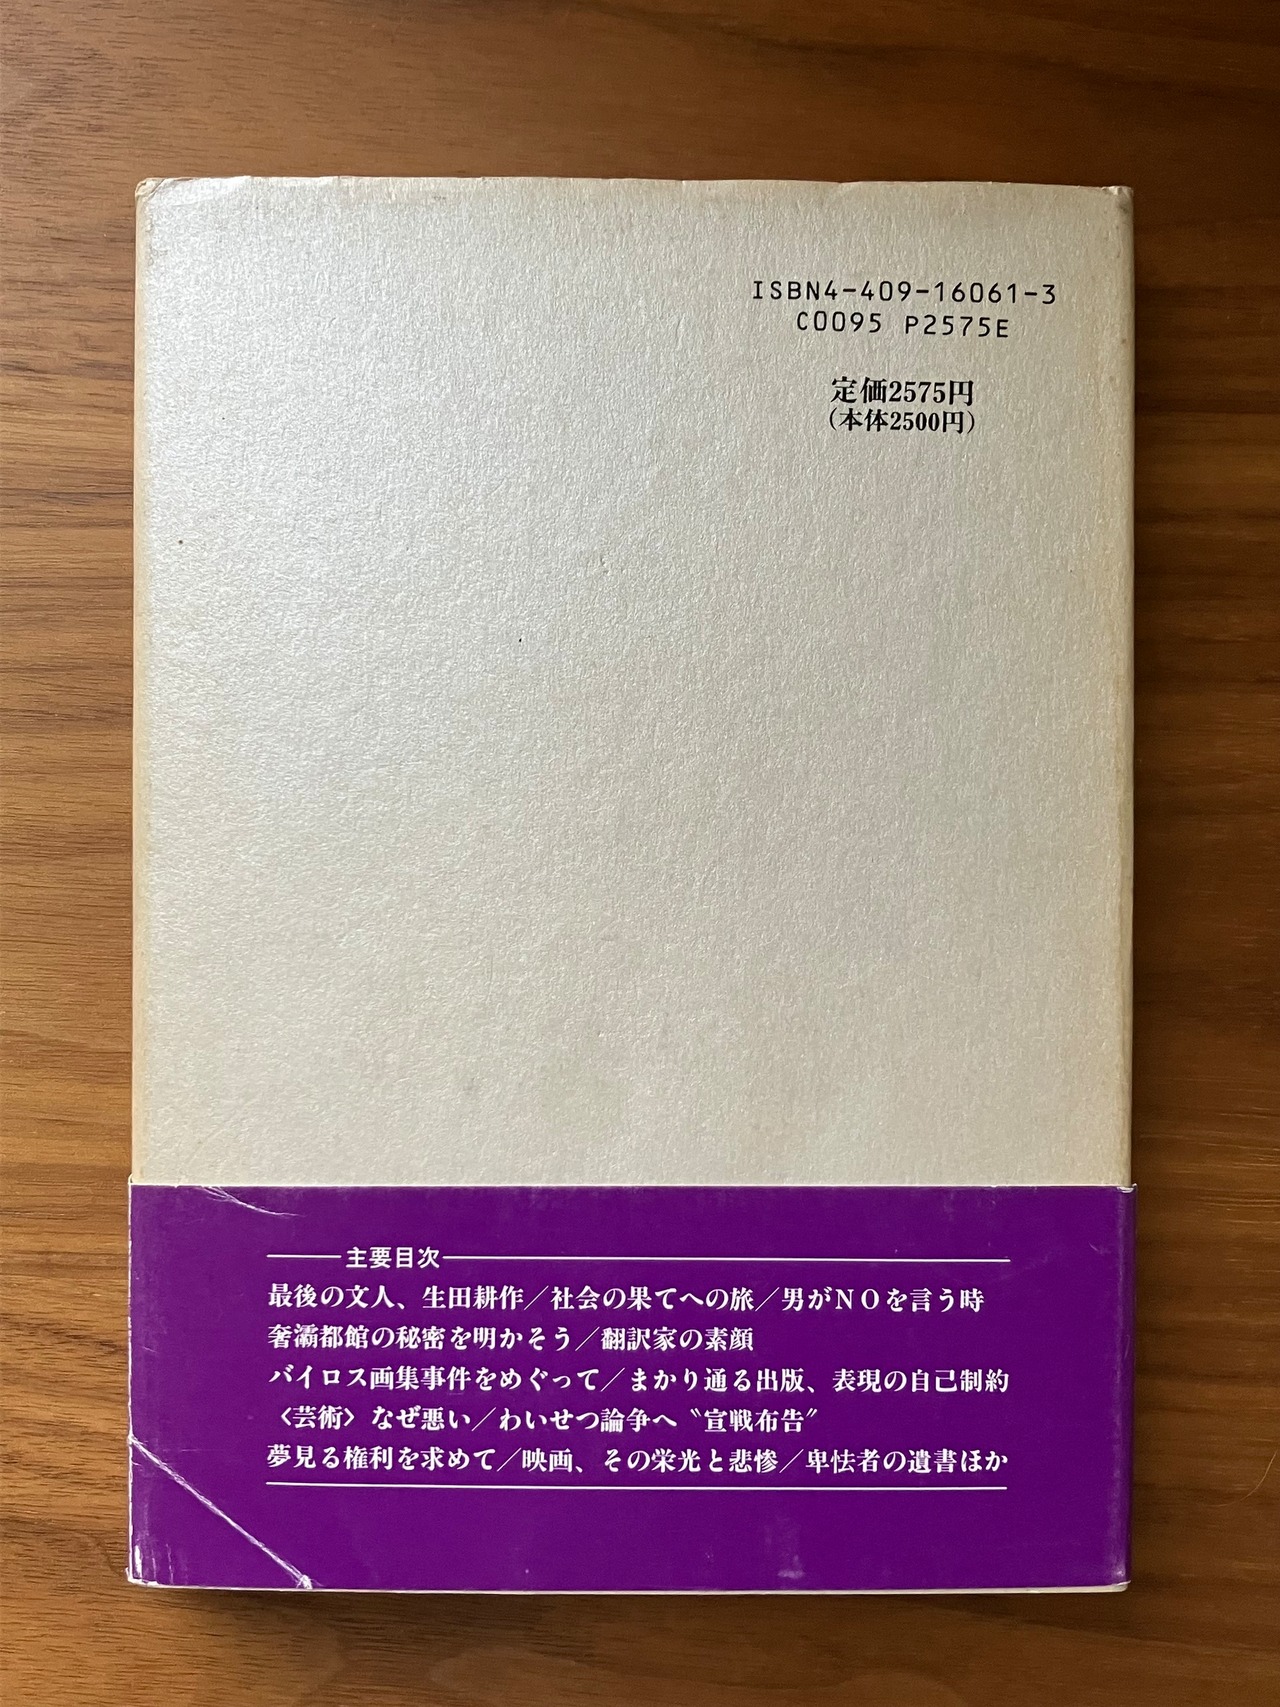 ISBN4-409-16061-3
C0095 P2575E
定価2575円
(本体2500円)
主要目次
最後の文人、生田耕作／社会の果てへの旅／男がＮＯを言う時
奢灞都館の秘密を明かそう／翻訳家の素顔
バイロス画集事件をめぐって／まかり通る出版、表現の自己制約
〈芸術〉なぜ悪い／わいせつ論争へ〝宣戦布告〟
夢見る権利を求めて／映画、その栄光と悲惨／卑怯者の遺書ほか